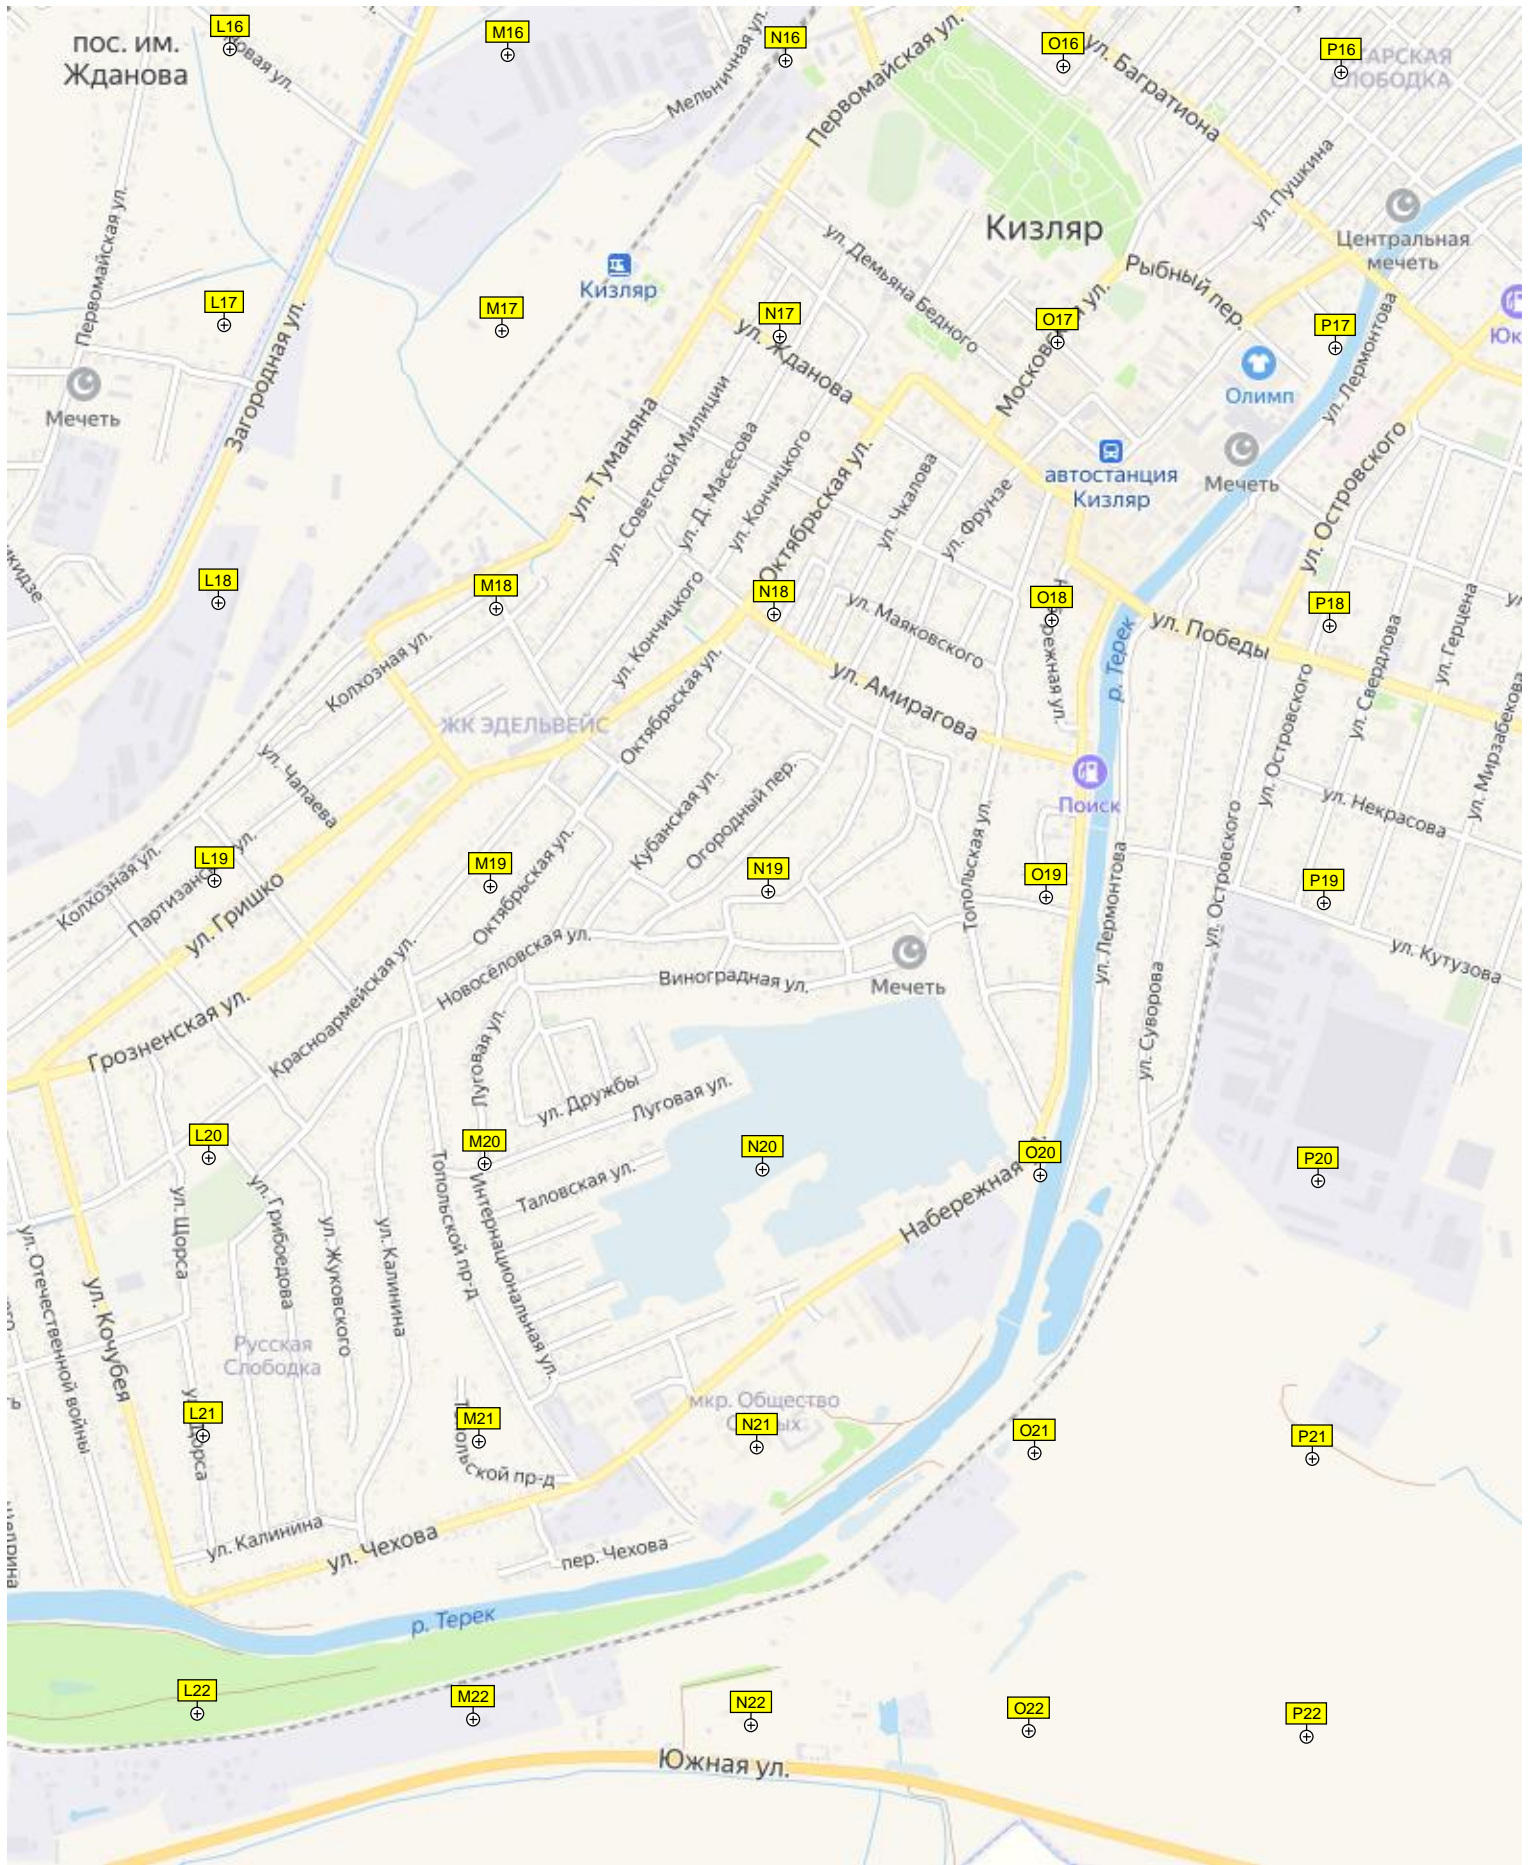 пос. им.
Жданова
L16
M16
N16
O16
P16
Мельничная ул.
Первомайская ул.
ул. Багратиона
СЛОБОДКА
ул. Пушкина
Первомайская ул.
Кизляр
Центральная
мечеть
ул. Демьяна Бедного
Рыбный пер.
Кизляр
L17
M17
N17
O17
P17
Загородная ул.
ул. Жданова
ул. Лермонтова
Мечеть
Олимп
ул. Туманяна
ул. Советской Милиции
ул. Д. Масесова
ул. Кончицкого
Октябрьская ул.
ул. Чкалова
ул. Фрунзе
автостанция
Кизляр
Мечеть
ул. Островского
L18
M18
N18
O18
P18
Колхозная ул.
ул. Кончицкого
ул. Маяковского
р. Терек
ул. Победы
ул. Свердлова
ул. Герцена
ул. Мирзабекова
ЖК ЭДЕЛЬВЕЙС
Октябрьская ул.
ул. Амирагова
ул. Островского
ул. Чапаева
Кубанская ул.
Огородный пер.
Поиск
ул. Некрасова
L19
M19
N19
O19
P19
Колхозная ул.
ул. Гришко
Октябрьская ул.
Топольская ул.
ул. Лермонтова
ул. Островского
ул. Кутузова
Новосёловская ул.
Виноградная ул.
Мечеть
Красноармейская ул.
Грозненская ул.
Луговая ул.
ул. Суворова
ул. Дружбы
Луговая ул.
L20
M20
N20
O20
P20
Таловская ул.
Набережная
ул. Щорса
ул. Грибоедова
ул. Жуковского
ул. Калинина
Топольской пр-д
Интернациональная ул.
ул. Отечественной войны
ул. Кочубея
Русская
Слободка
мкр. Общество
L21
M21
N21
O21
P21
ул. Калинина
ул. Чехова
пер. Чехова
р. Терек
L22
M22
N22
O22
P22
Южная ул.